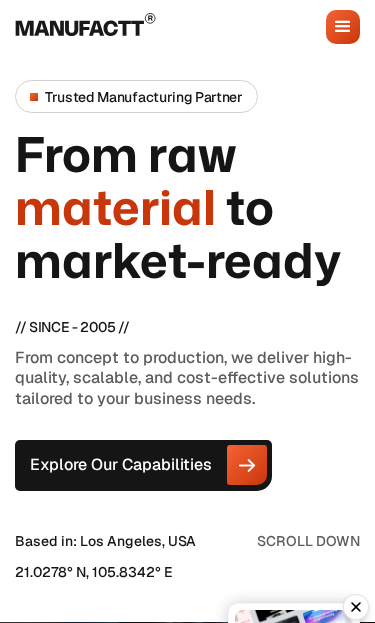 MANUFACTT®
Trusted Manufacturing Partner
From raw
material to
market-ready
// SINCE - 2005 //
From concept to production, we deliver high-
quality, scalable, and cost-effective solutions
tailored to your business needs.
Explore Our Capabilities
Based in: Los Angeles, USA
SCROLL DOWN
21.0278° N, 105.8342° E